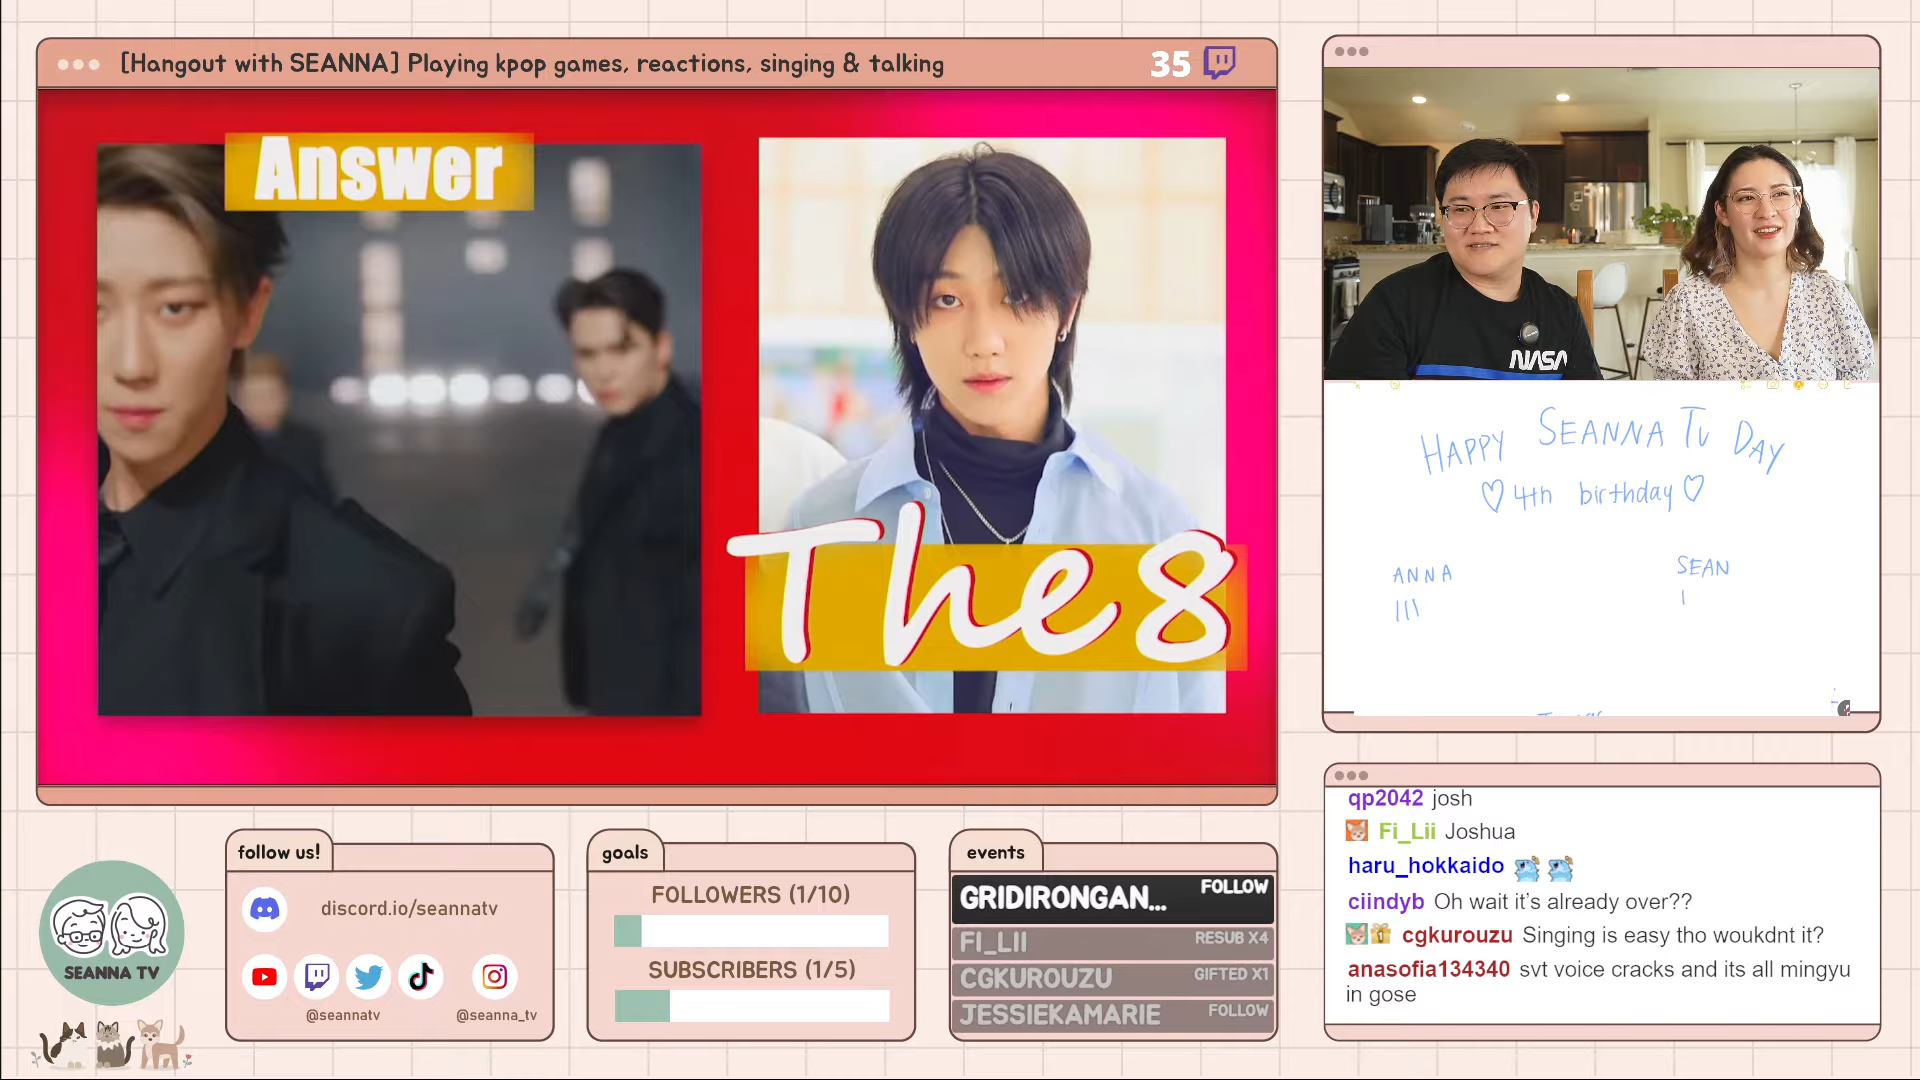 [Hangout with SEANNA] Playing kpop games, reactions, singing & talking
35
Answer
The8
NASA
HAPPY SEANNA TV DAY
♡ 4th birthday ♡
ANNA
SEAN
III
I
qp2042 josh
Fi_Lii Joshua
haru_hokkaido
ciindyb Oh wait it's already over??
cgkurouzu Singing is easy tho woukdnt it?
anasofia134340 svt voice cracks and its all mingyu
in gose
follow us!
discord.io/seannatv
@seannatv
@seanna_tv
SEANNA TV
goals
FOLLOWERS (1/10)
SUBSCRIBERS (1/5)
events
GRIDIRONGAN... FOLLOW
FI_LII RESUB X4
CGKUROUZU GIFTED X1
JESSIEKAMARIE FOLLOW